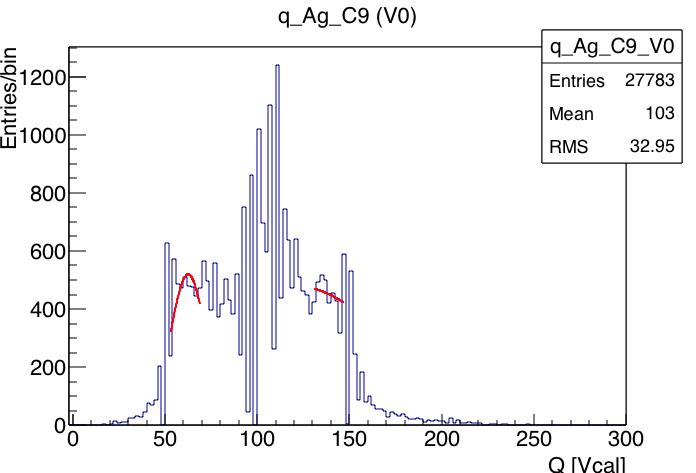 q_Ag_C9 (V0)
q_Ag_C9_V0
Entries 27783
Mean 103
RMS 32.95
Entries/bin
1200
1000
800
600
400
200
0
0 50 100 150 200 250 300
Q [Vcal]